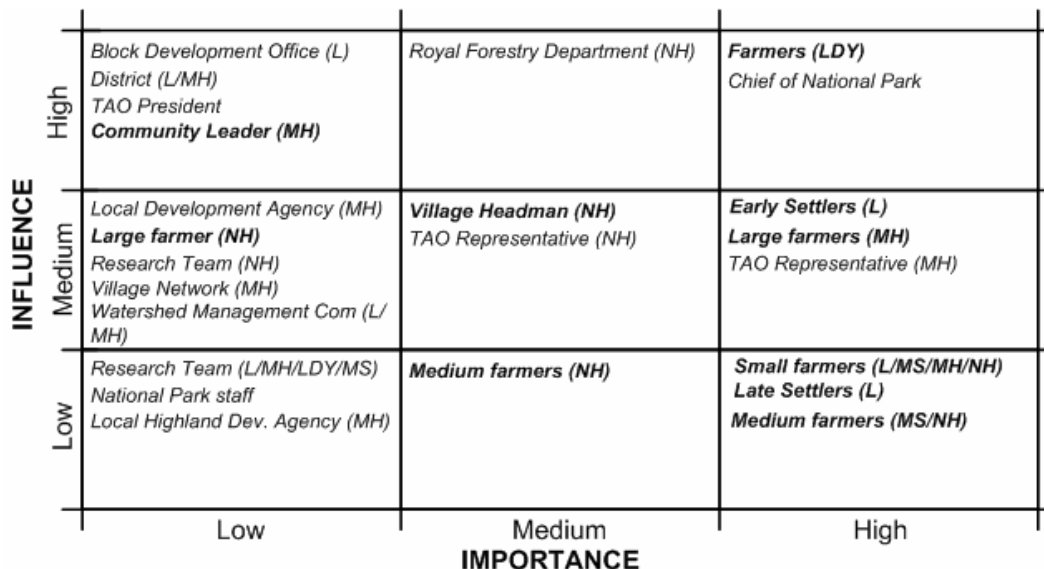 INFLUENCE
High
Block Development Office (L)
District (L/MH)
TAO President
Community Leader (MH)
Royal Forestry Department (NH)
Farmers (LDY)
Chief of National Park
Medium
Local Development Agency (MH)
Large farmer (NH)
Research Team (NH)
Village Network (MH)
Watershed Management Com (L/
MH)
Village Headman (NH)
TAO Representative (NH)
Early Settlers (L)
Large farmers (MH)
TAO Representative (MH)
Low
Research Team (L/MH/LDY/MS)
National Park staff
Local Highland Dev. Agency (MH)
Medium farmers (NH)
Small farmers (L/MS/MH/NH)
Late Settlers (L)
Medium farmers (MS/NH)
Low
Medium
High
IMPORTANCE